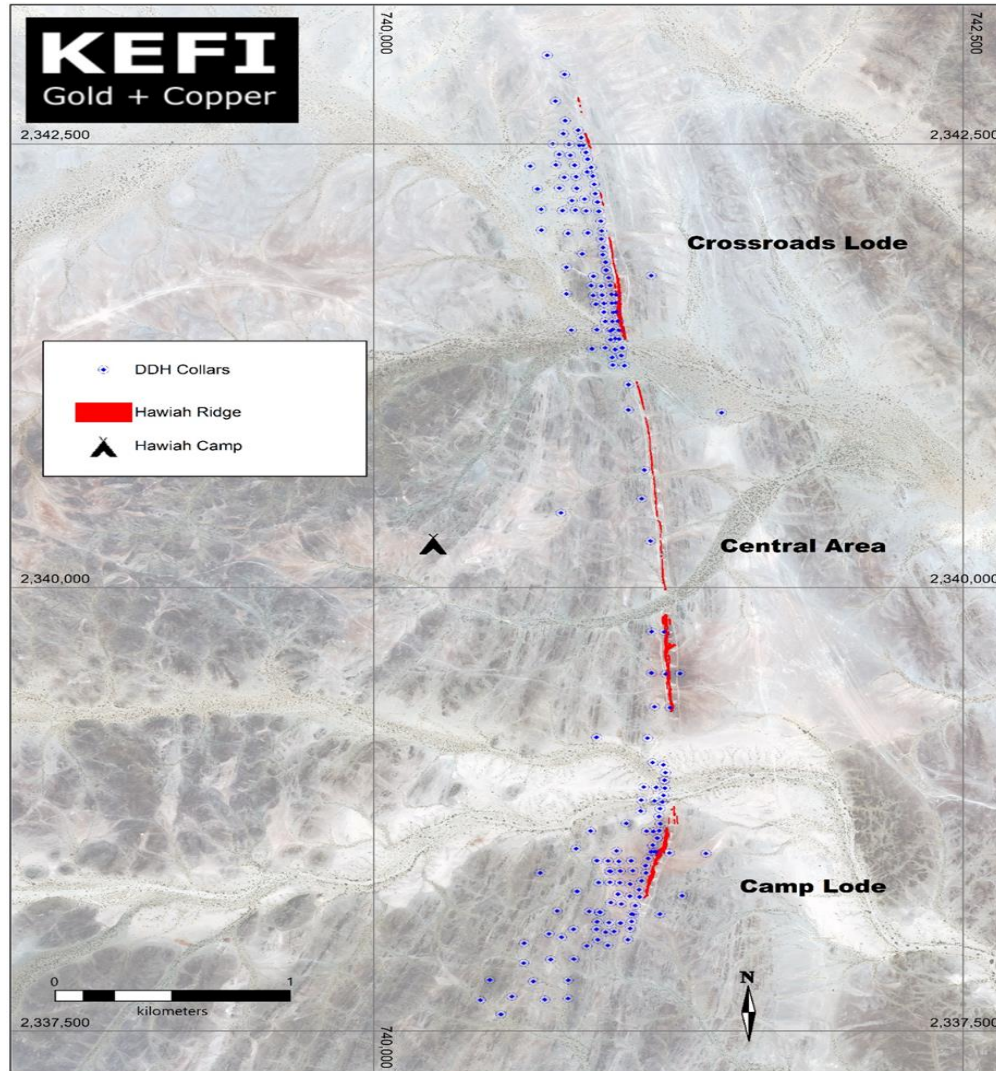 KEFI
Gold + Copper
740,000
742,500
2,342,500
2,342,500
Crossroads Lode
DDH Collars
Hawiah Ridge
Hawiah Camp
Central Area
2,340,000
2,340,000
Camp Lode
N
0
1
kilometers
2,337,500
740,000
2,337,500